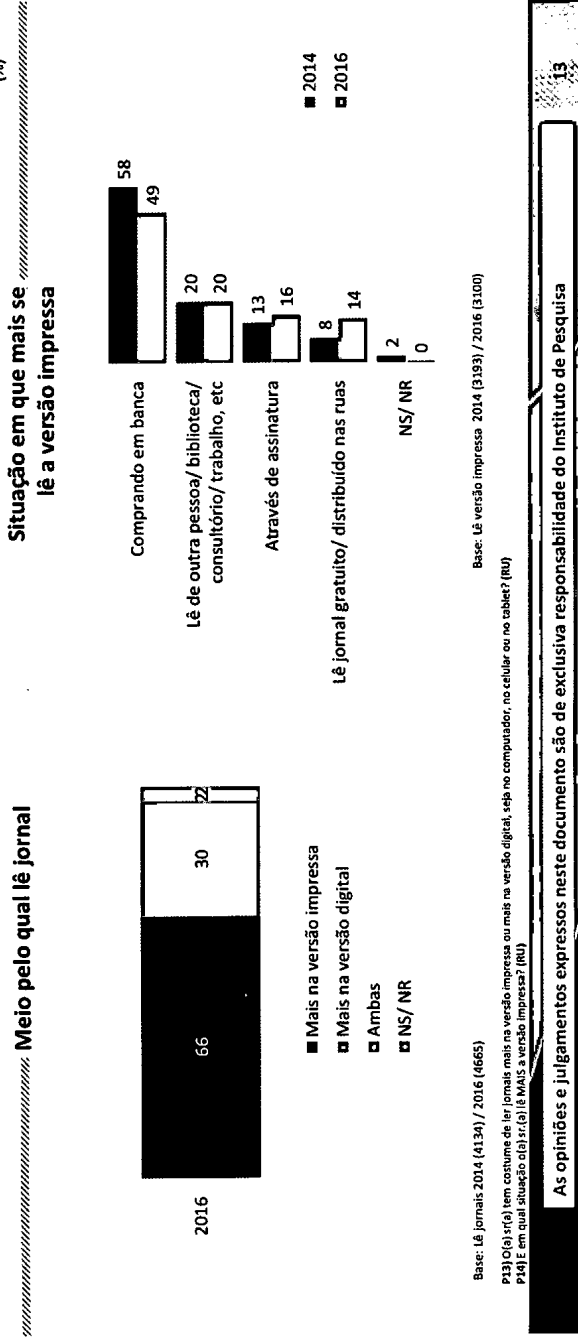 (%)
Meio pelo qual lê jornal
2016
66
30
22
■ Mais na versão impressa
Mais na versão digital
Ambas
NS/ NR
Situação em que mais se
lê a versão impressa
Comprando em banca
58
49
Lê de outra pessoa/ biblioteca/
consultório/ trabalho, etc
20
20
Através de assinatura
13
16
Lê jornal gratuito/ distribuído nas ruas
8
14
NS/ NR
2
0
■ 2014
2016
Base: Lê jornais 2014 (4134) / 2016 (4665)
Base: Lê versão impressa 2014 (3193) / 2016 (3100)
P13) O(a) sr(a) tem costume de ler jornais mais na versão impressa ou mais na versão digital, seja no computador, no celular ou no tablet? (RU)
P14) E em qual situação o(a) sr.(a) lê MAIS a versão impressa? (RU)
As opiniões e julgamentos expressos neste documento são de exclusiva responsabilidade do Instituto de Pesquisa
13